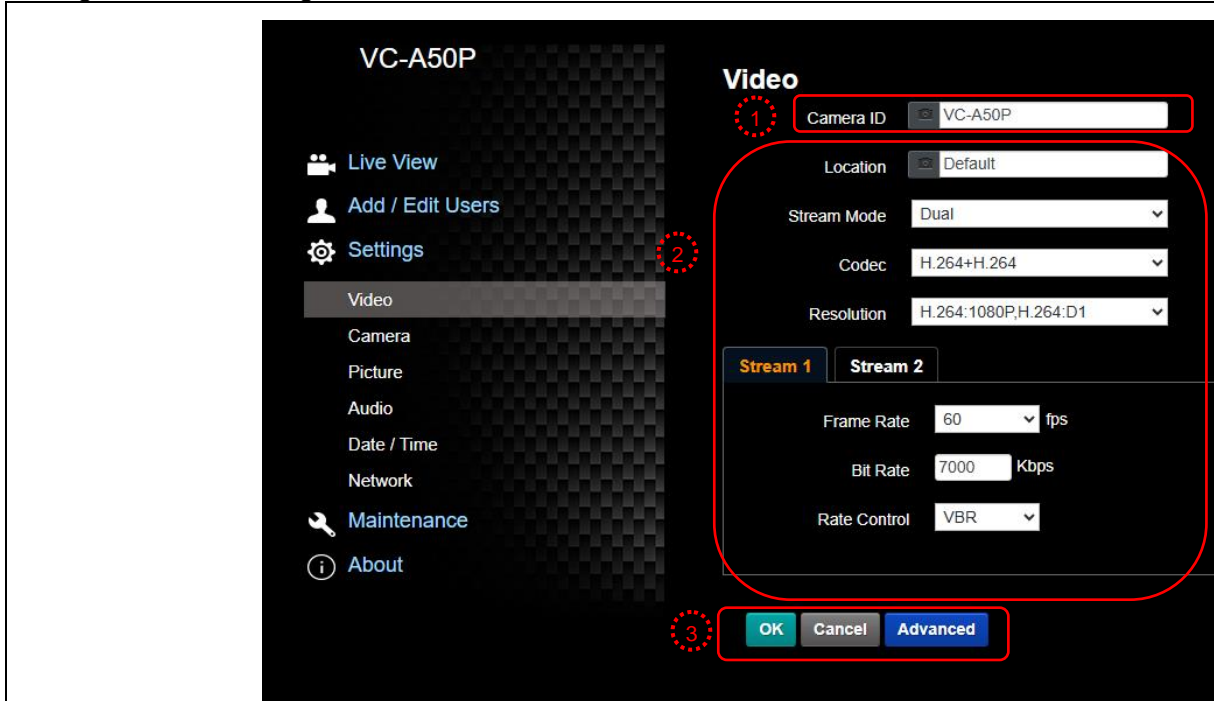 VC-A50P
Live View
Add / Edit Users
Settings
Video
Camera
Picture
Audio
Date / Time
Network
Maintenance
About
Video
1 Camera ID VC-A50P
Location Default
Stream Mode Dual
2
Codec H.264+H.264
Resolution H.264:1080P,H.264:D1
Stream 1 Stream 2
Frame Rate 60 fps
Bit Rate 7000 Kbps
Rate Control VBR
3 OK Cancel Advanced